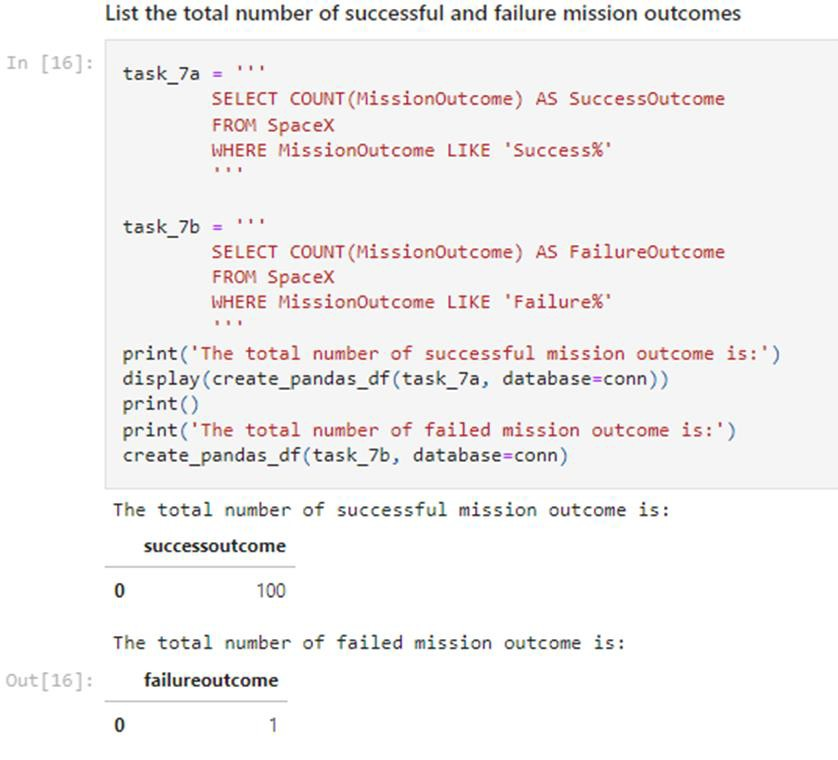 List the total number of successful and failure mission outcomes
In [16]:
task_7a = '''
SELECT COUNT(MissionOutcome) AS SuccessOutcome
FROM SpaceX
WHERE MissionOutcome LIKE 'Success%'
'''
task_7b = '''
SELECT COUNT(MissionOutcome) AS FailureOutcome
FROM SpaceX
WHERE MissionOutcome LIKE 'Failure%'
'''
print('The total number of successful mission outcome is:')
display(create_pandas_df(task_7a, database=conn))
print()
print('The total number of failed mission outcome is:')
create_pandas_df(task_7b, database=conn)
The total number of successful mission outcome is:
successoutcome
0 100
The total number of failed mission outcome is:
Out[16]: failureoutcome
0 1